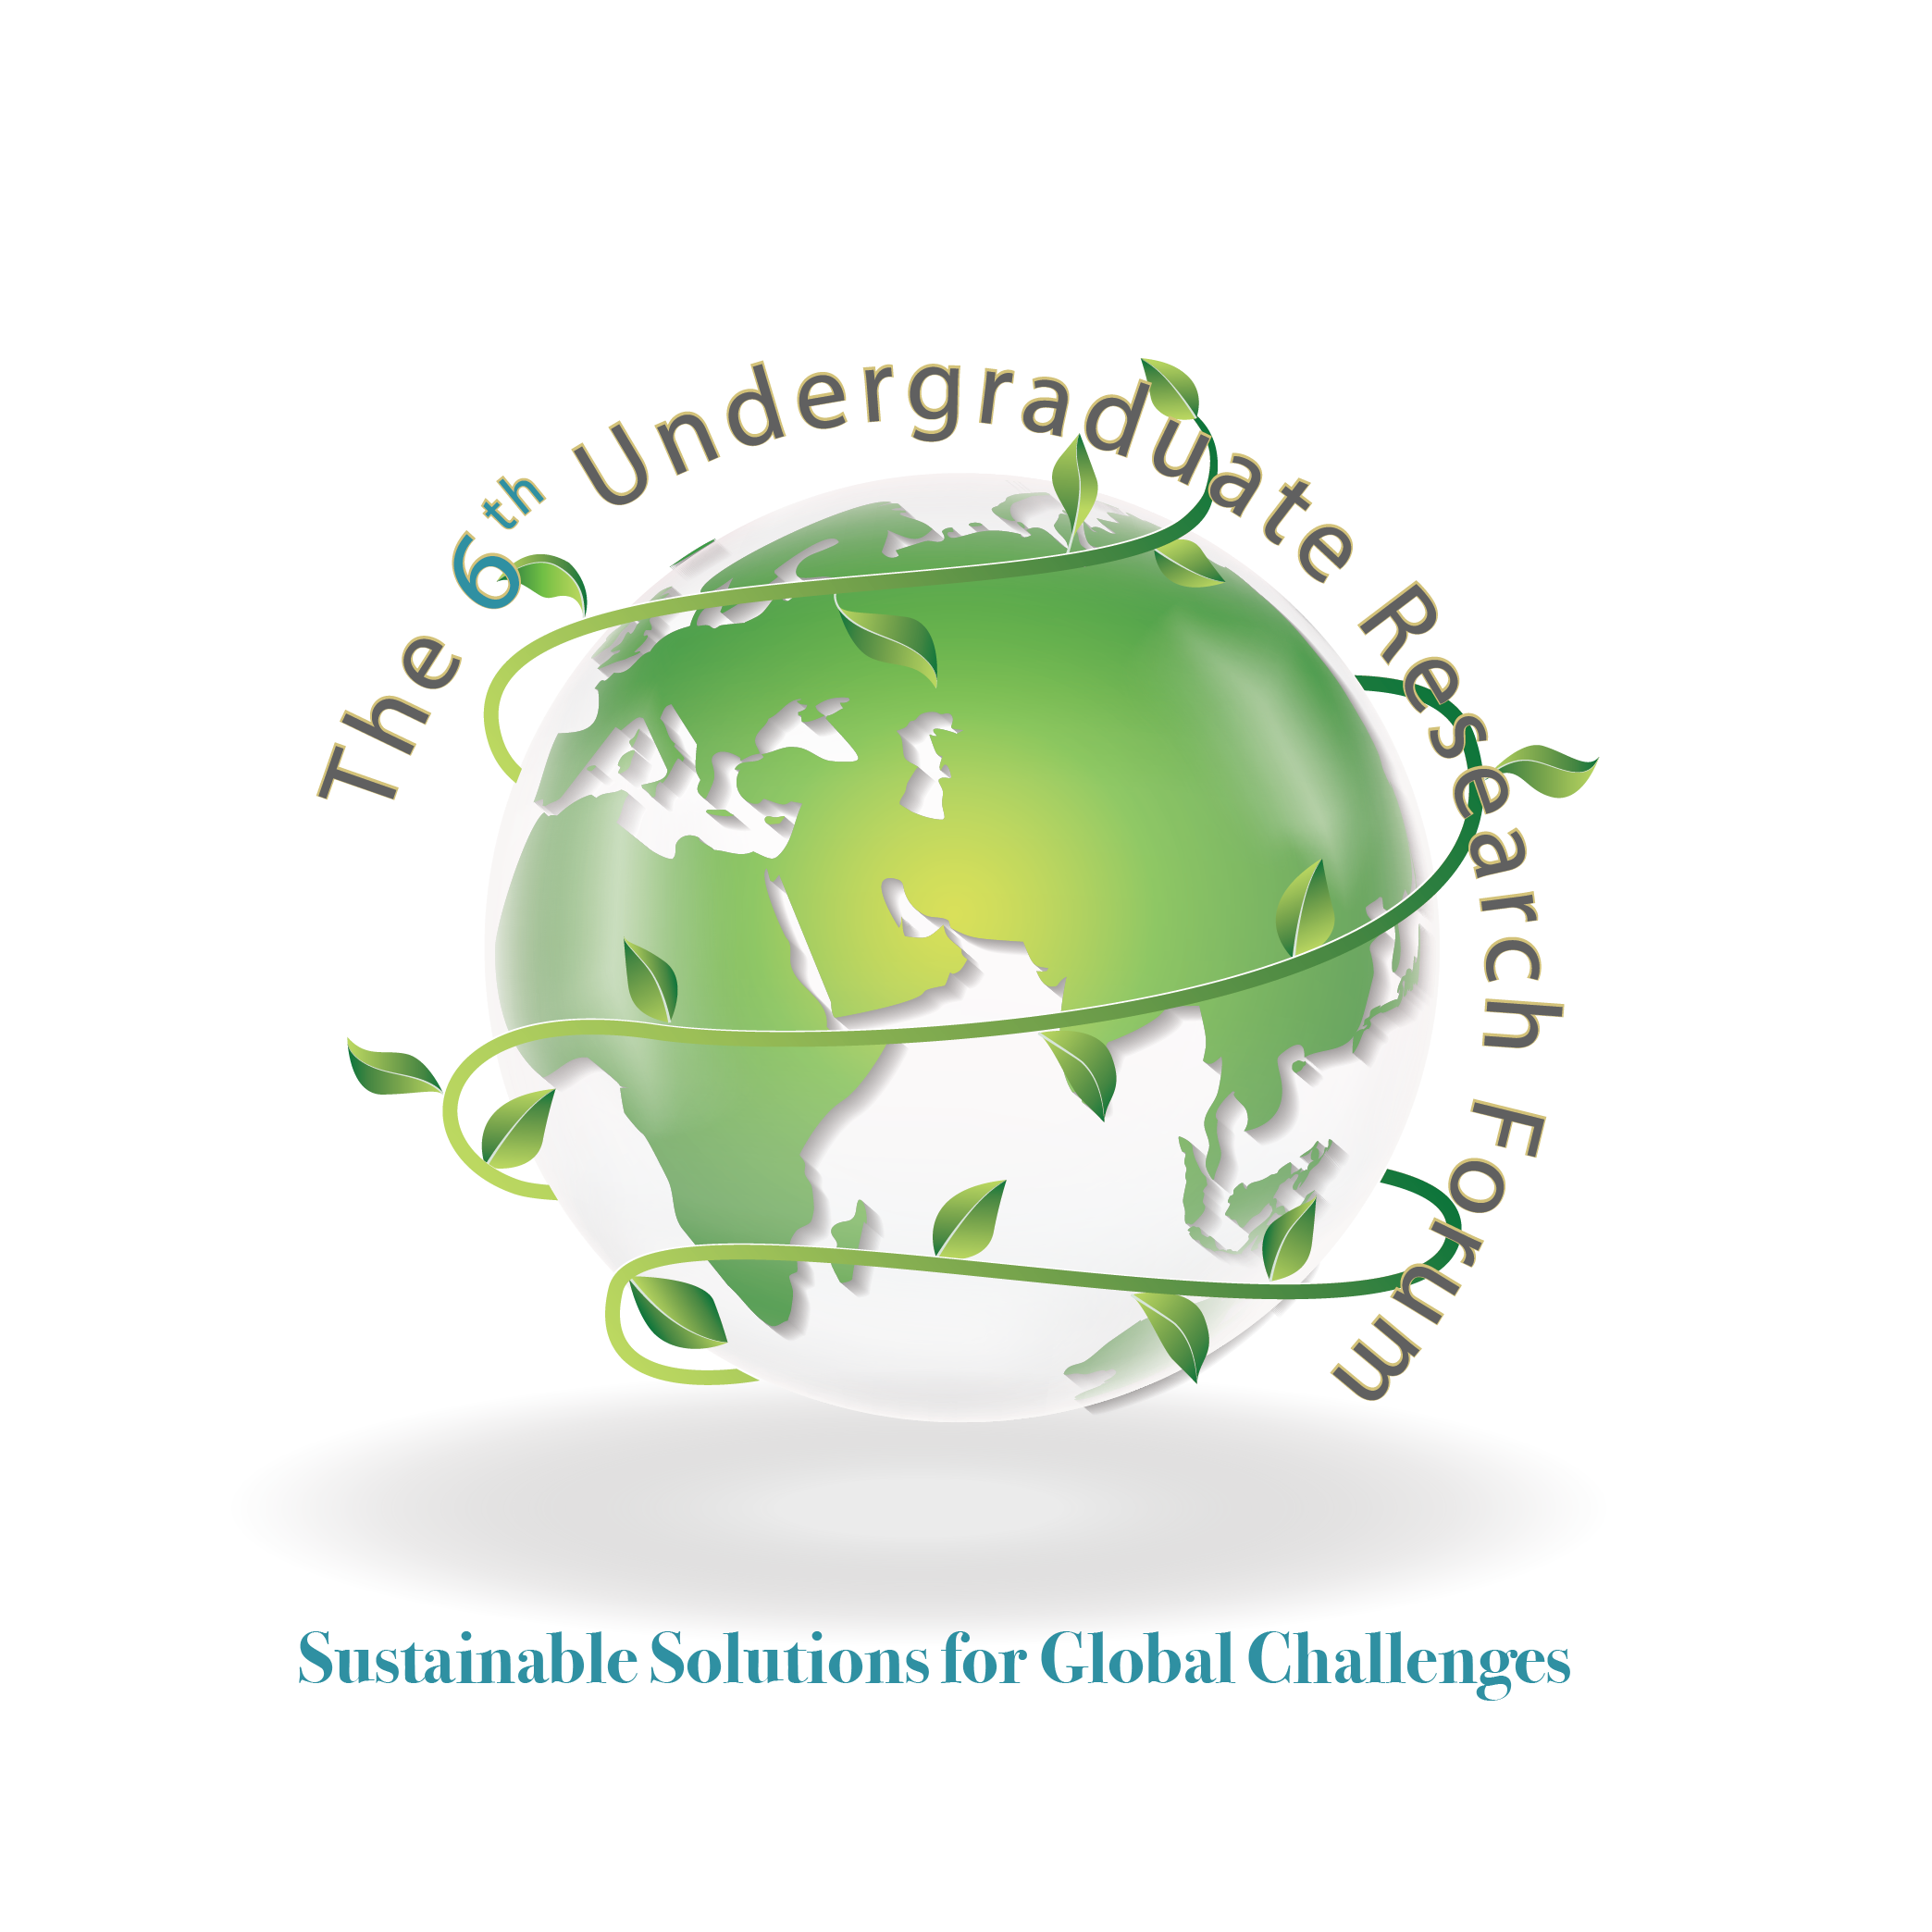 The 6th Undergraduate Research Forum
Sustainable Solutions for Global Challenges